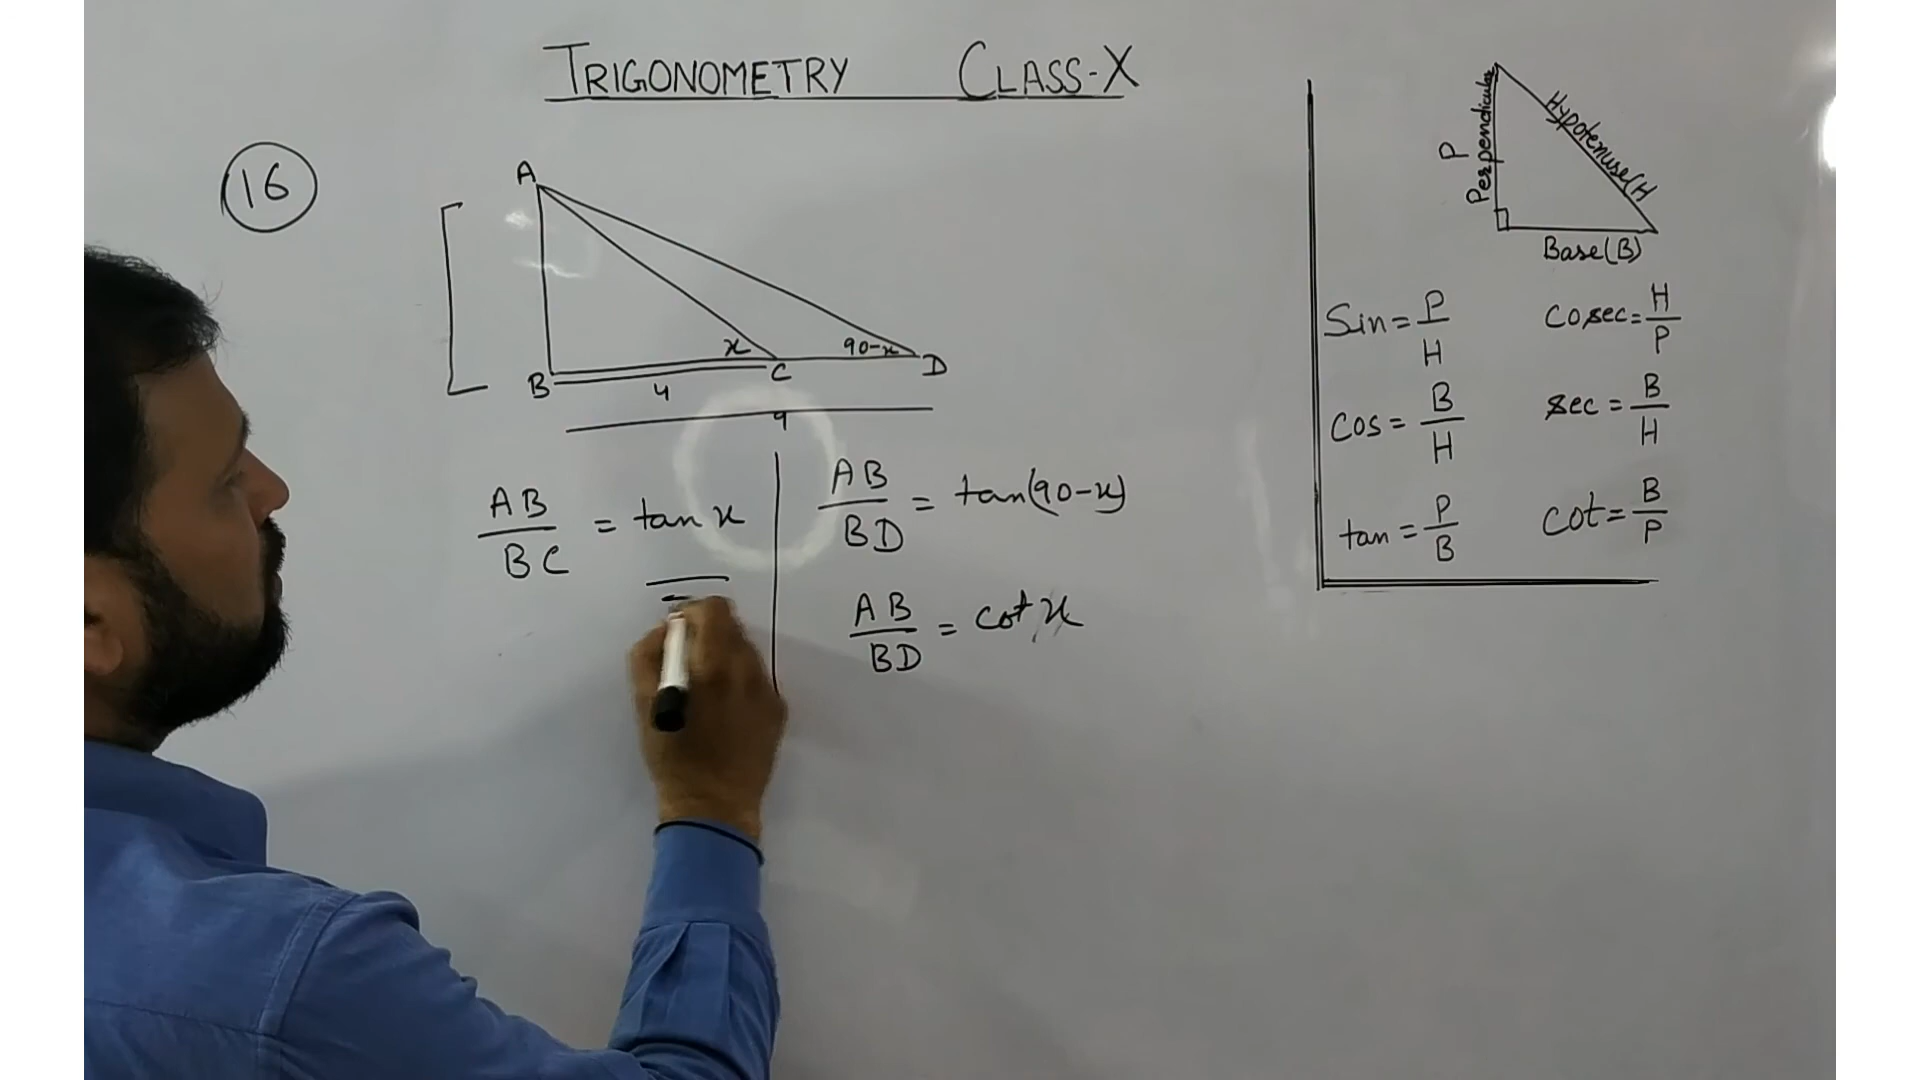 TRIGONOMETRY CLASS-X
16
A
x
90-x
B
C
D
4
9
AB/BC = tan x
AB/BD = tan(90-x)
AB/BD = cot x
P
Perpendicular
Hypotenuse(H
Base(B)
Sin = P/H
cosec = H/P
cos = B/H
sec = B/H
tan = P/B
cot = B/P